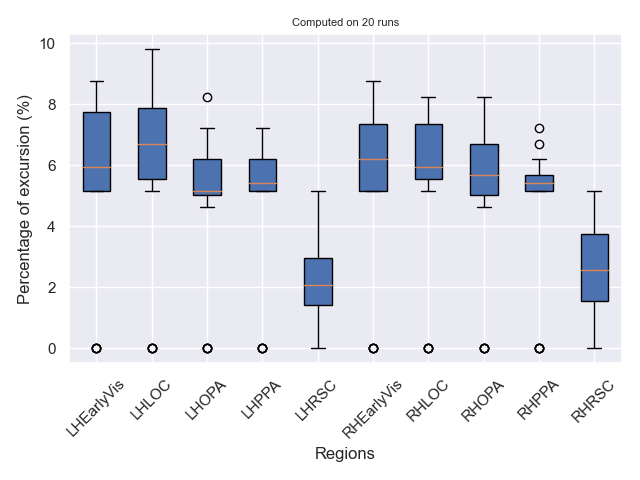 Computed on 20 runs
Percentage of excursion (%)
10
8
6
4
2
0
LHEarlyVis
LHLOC
LHOPA
LHPPA
LHRSC
RHEarlyVis
RHLOC
RHOPA
RHPPA
RHRSC
Regions